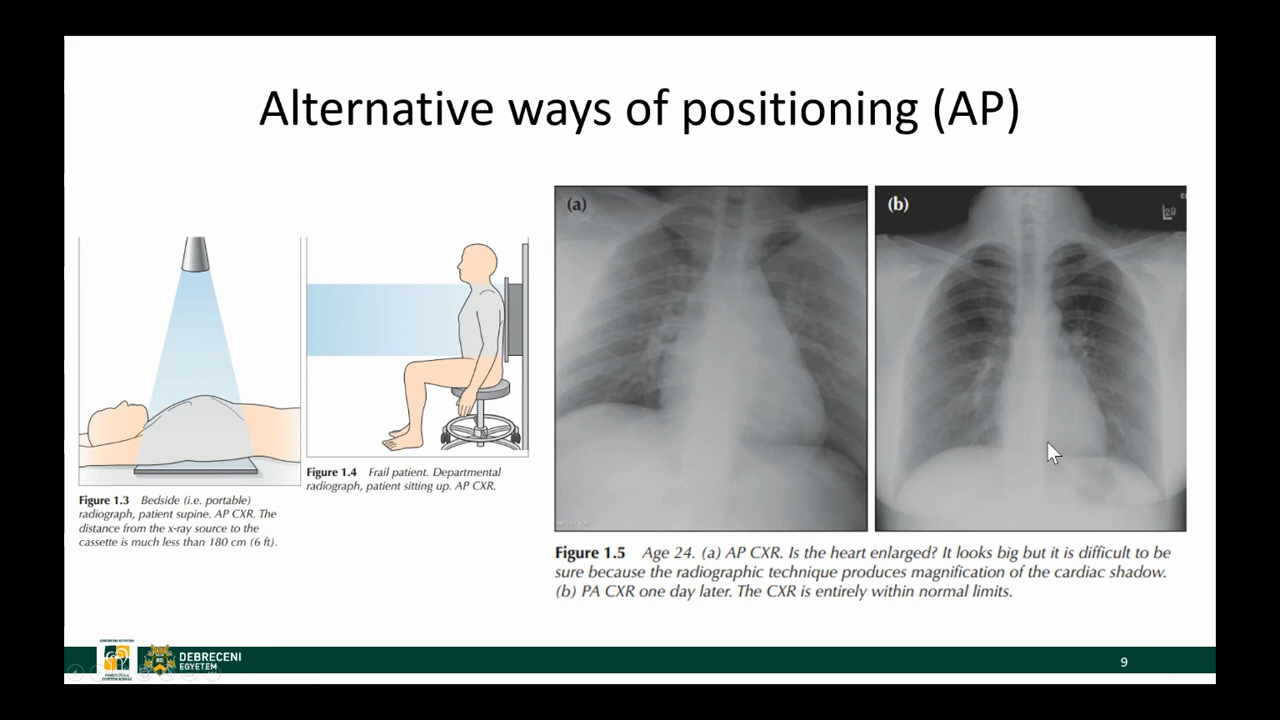 Alternative ways of positioning (AP)
Figure 1.3 Bedside (i.e. portable)
radiograph, patient supine. AP CXR. The
distance from the x-ray source to the
cassette is much less than 180 cm (6 ft).
Figure 1.4 Frail patient. Departmental
radiograph, patient sitting up. AP CXR.
(a)
(b)
L
29
Figure 1.5 Age 24. (a) AP CXR. Is the heart enlarged? It looks big but it is difficult to be
sure because the radiographic technique produces magnification of the cardiac shadow.
(b) PA CXR one day later. The CXR is entirely within normal limits.
DEBRECENI EGYETEM
DEBRECENI
EGYETEM
9